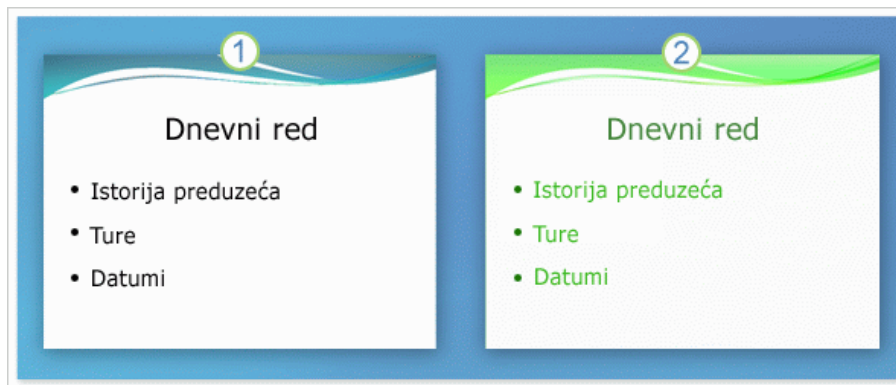 1
Dnevni red
• Istorija preduzeća
• Ture
• Datumi
2
Dnevni red
• Istorija preduzeća
• Ture
• Datumi